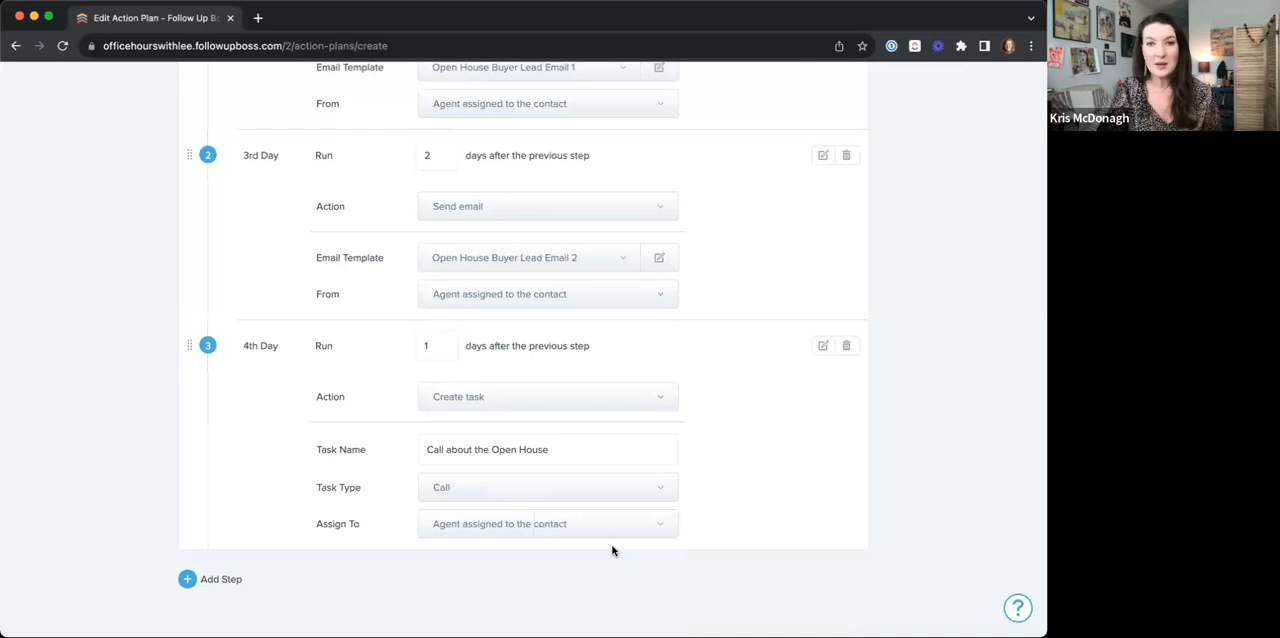 Edit Action Plan - Follow Up Bo
officehourswithlee.followupboss.com/2/action-plans/create
Email Template Open House Buyer Lead Email 1
From Agent assigned to the contact
2 3rd Day Run 2 days after the previous step
Action Send email
Email Template Open House Buyer Lead Email 2
From Agent assigned to the contact
3 4th Day Run 1 days after the previous step
Action Create task
Task Name Call about the Open House
Task Type Call
Assign To Agent assigned to the contact
+ Add Step
?
Kris McDonagh